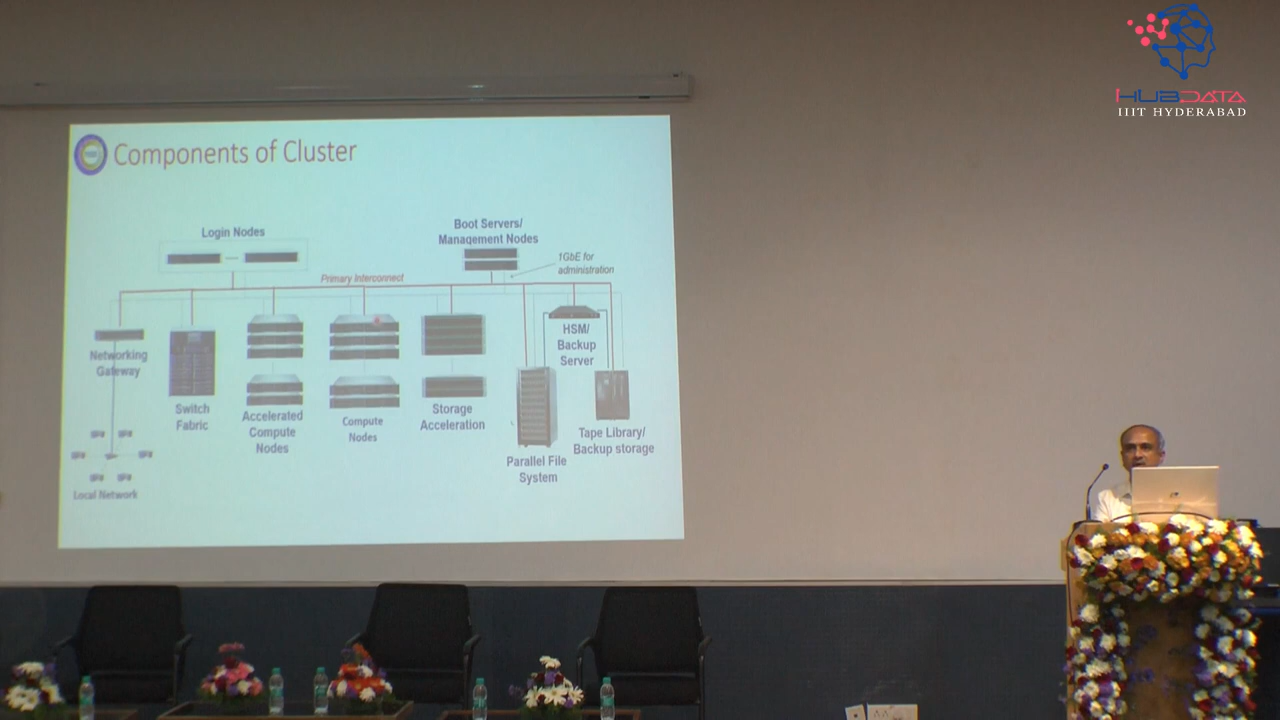 Components of Cluster
Login Nodes
Boot Servers/
Management Nodes
1GbE for
administration
Primary Interconnect
Networking
Gateway
Switch
Fabric
Accelerated
Compute
Nodes
Compute
Nodes
Storage
Acceleration
HSM/
Backup
Server
Parallel File
System
Tape Library/
Backup storage
Local Network
HUBDATA
IIIT HYDERABAD